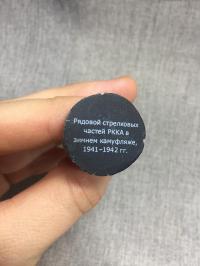 Рядовой стрелковых
частей РККА в
зимнем камуфляже,
1941–1942 гг.